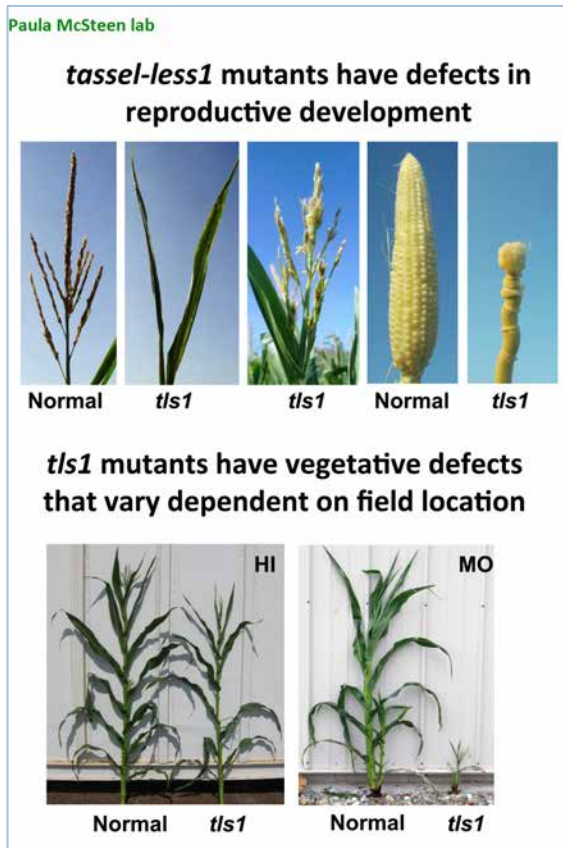 Paula McSteen lab
tassel-less1 mutants have defects in
reproductive development
Normal
tls1
tls1
Normal
tls1
tls1 mutants have vegetative defects
that vary dependent on field location
HI
MO
Normal
tls1
Normal
tls1